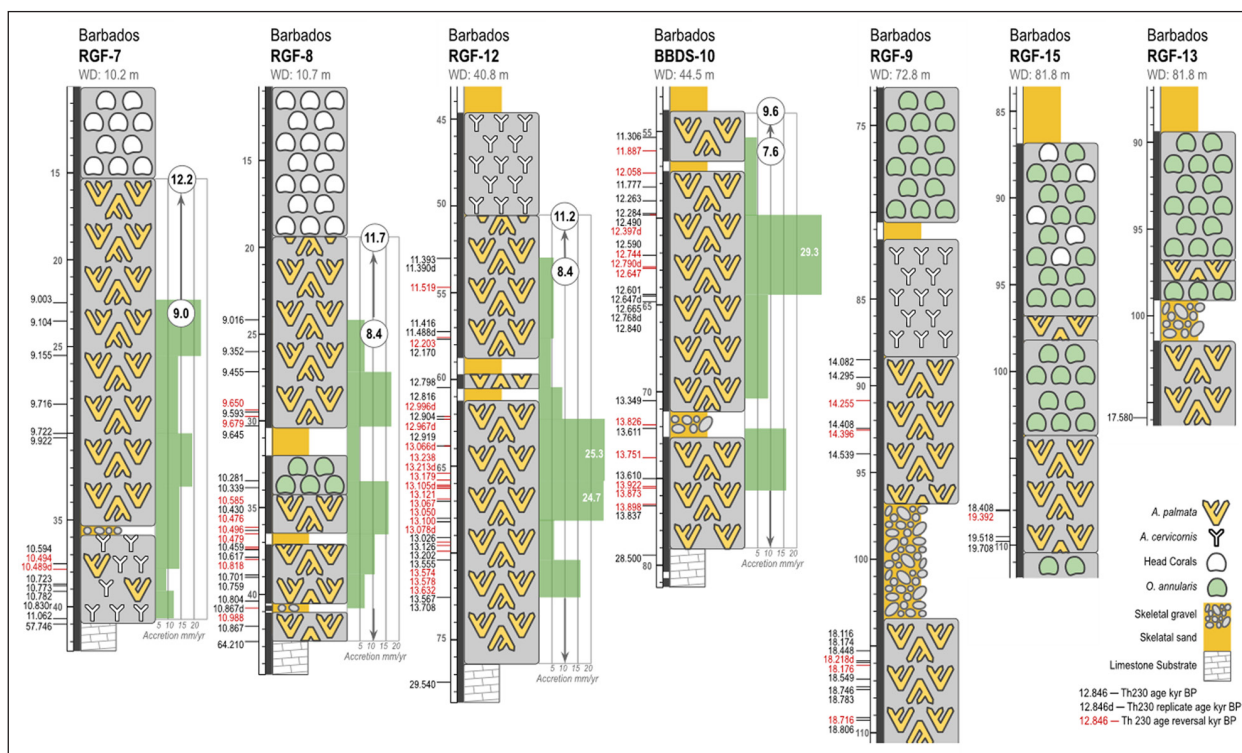 Barbados
RGF-7
WD: 10.2 m
15
20
25
35
40
12.2
9.0
9.003
9.104
9.155
9.716
9.722
9.922
10.594
10.494
10.489d
10.723
10.773
10.782
10.830d
11.062
57.746
5 10 20
Accretion mm/yr
Barbados
RGF-8
WD: 10.7 m
15
20
25
30
35
40
11.7
8.4
9.016
9.352
9.455
9.650
9.593
9.679
9.645
10.281
10.339
10.585
10.430
10.476
10.496
10.479
10.459
10.617
10.818
10.701
10.759
10.804
10.867d
10.988
10.867
64.210
5 10 15 20
Accretion mm/yr
Barbados
RGF-12
WD: 40.8 m
45
50
55
60
65
75
11.2
8.4
25.3
24.7
11.393
11.390d
11.519
11.416
11.488d
12.203
12.170
12.798
12.816
12.996d
12.904
12.967d
12.919
13.066d
13.238
13.213d
13.179
13.105d
13.121
13.067
13.050
13.100
13.078d
13.026
13.126
13.202
13.555
13.574
13.578
13.632
13.567
13.708
29.540
5 10 15 20
Accretion mm/yr
Barbados
BBDS-10
WD: 44.5 m
55
65
70
80
9.6
7.6
29.3
11.306
11.887
12.058
11.777
12.263
12.284
12.490
12.397d
12.590
12.744
12.790d
12.647
12.601
12.647d
12.665
12.768d
12.840
13.349
13.826
13.611
13.751
13.610
13.922
13.873
13.898
13.837
28.500
5 10 15 20
Accretion mm/yr
Barbados
RGF-9
WD: 72.8 m
75
85
90
95
100
110
14.082
14.295
14.255
14.408
14.396
14.539
18.116
18.174
18.448
18.218d
18.176
18.549
18.746
18.783
18.716
18.806
Barbados
RGF-15
WD: 81.8 m
85
95
100
110
18.408
19.392
19.518
19.708
Barbados
RGF-13
WD: 81.8 m
90
95
100
17.580
A. palmata
A. cervicornis
Head Corals
O. annularis
Skeletal gravel
Skelatal sand
Limestone Substrate
12.846 — Th230 age kyr BP
12.846d — Th230 replicate age kyr BP
12.846 — Th 230 age reversal kyr BP